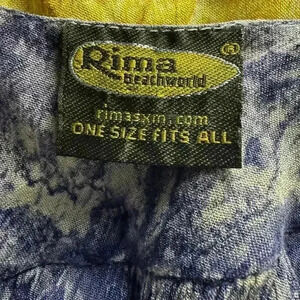 Rima ®
Beachworld
rimasxm.com
ONE SIZE FITS ALL